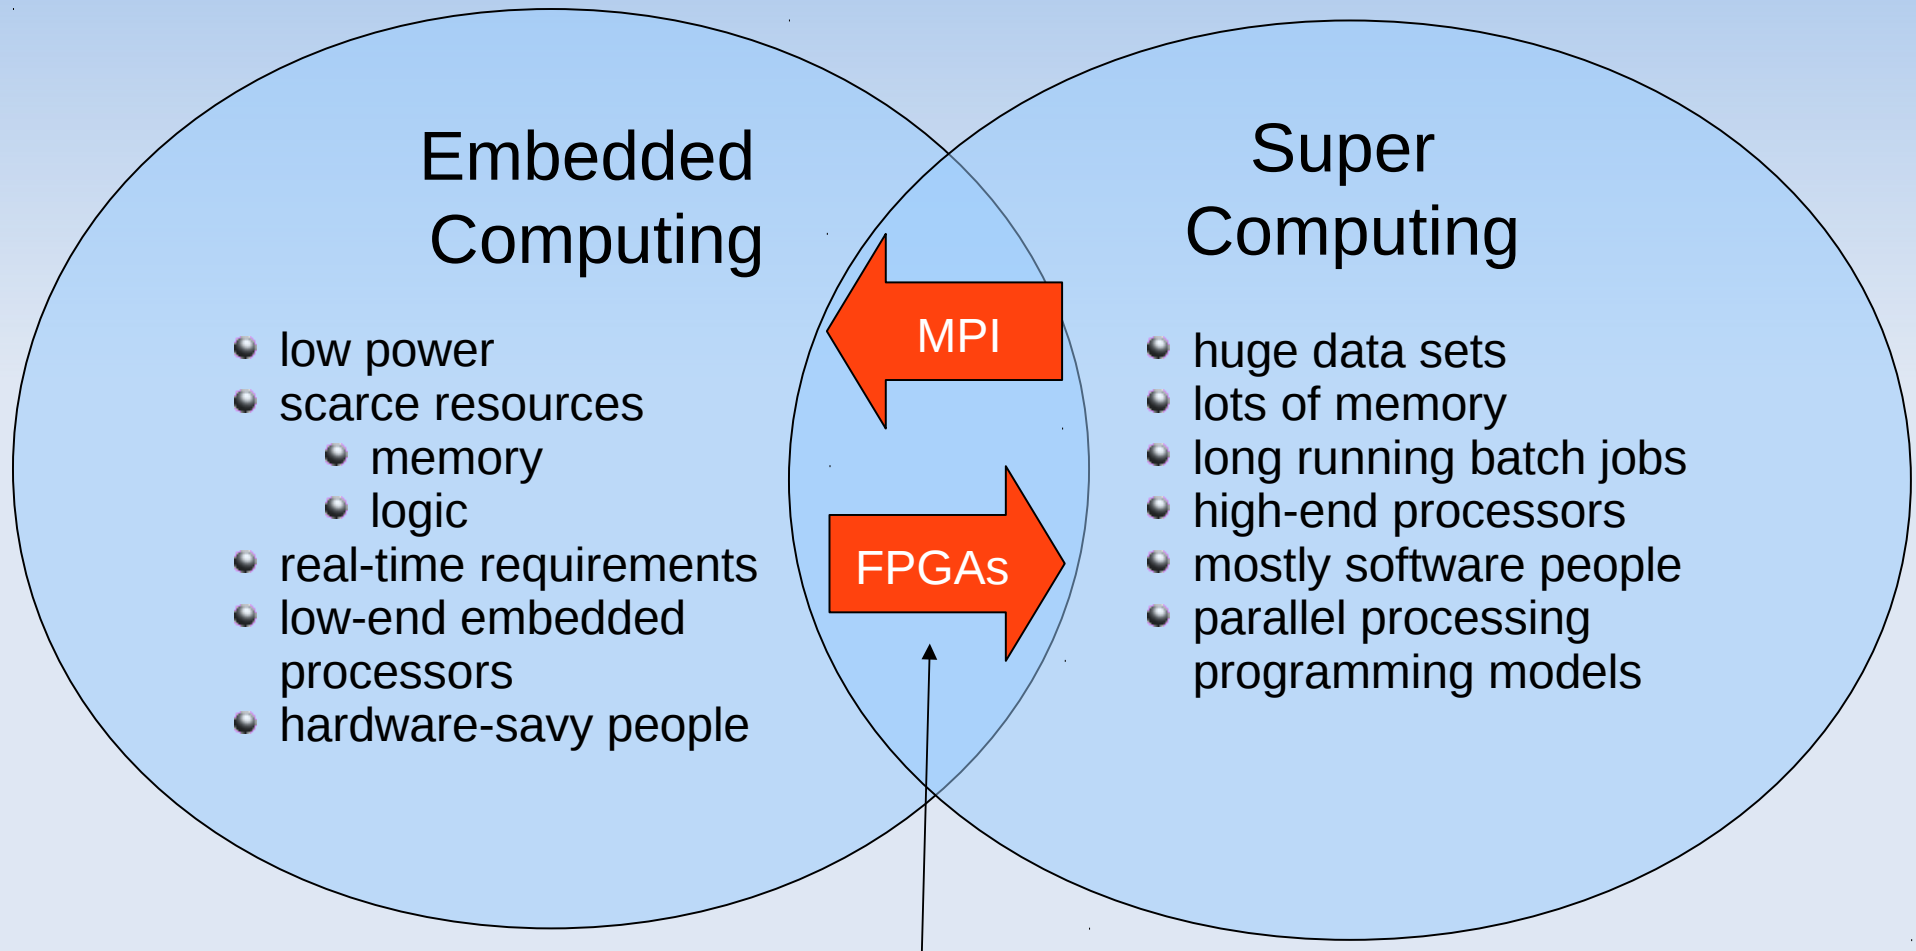 Embedded
Computing
low power
scarce resources
memory
logic
real-time requirements
low-end embedded
processors
hardware-savy people
MPI
FPGAs
Super
Computing
huge data sets
lots of memory
long running batch jobs
high-end processors
mostly software people
parallel processing
programming models